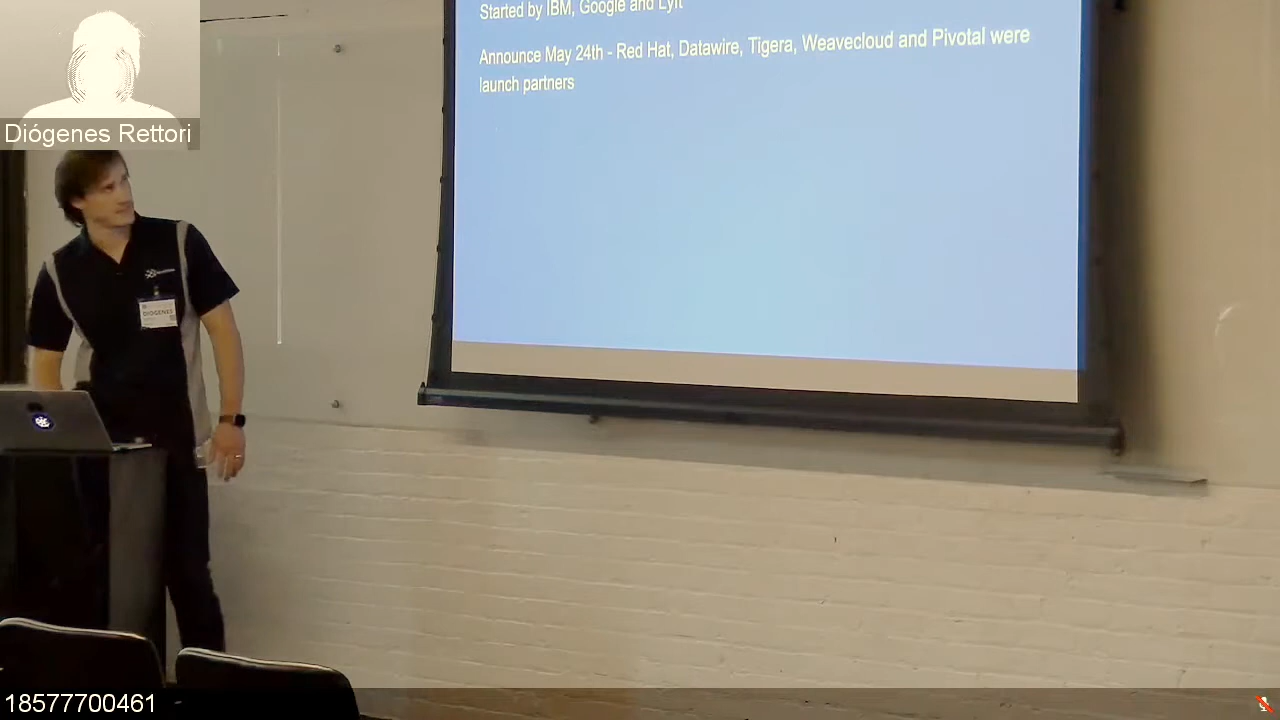 Started by IBM, Google and Lyft
Announce May 24th - Red Hat, Datawire, Tigera, Weavecloud and Pivotal were
launch partners
Diógenes Rettori
DIOGENES
18577700461